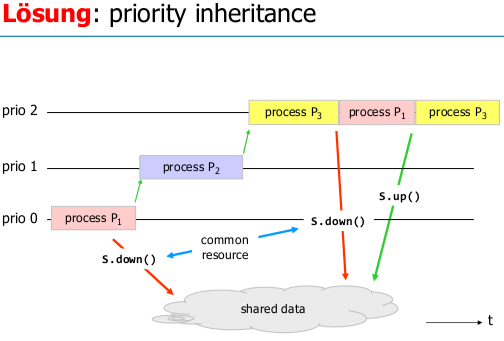 Lösung: priority inheritance
prio 2
process P₃
process P₁
process P₃
prio 1
process P₂
S.up()
prio 0
process P₁
S.down()
common
resource
S.down()
shared data
t